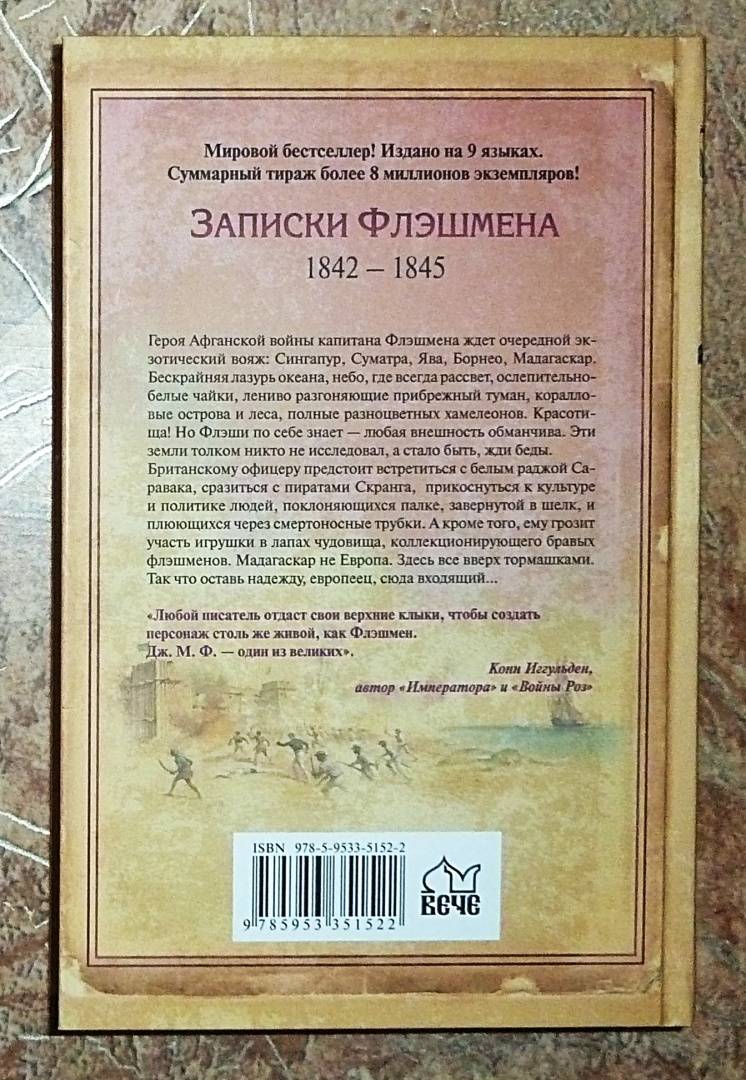 Мировой бестселлер! Издано на 9 языках.
Суммарный тираж более 8 миллионов экземпляров!
ЗАПИСКИ ФЛЭШМЕНА
1842 – 1845
Героя Афганской войны капитана Флэшмена ждет очередной эк-
зотический вояж: Сингапур, Суматра, Ява, Борнео, Мадагаскар.
Бескрайняя лазурь океана, небо, где всегда рассвет, ослепительно-
белые чайки, лениво разгоняющие прибрежный туман, коралло-
вые острова и леса, полные разноцветных хамелеонов. Красоти-
ща! Но Флэши по себе знает — любая внешность обманчива. Эти
земли толком никто не исследовал, а стало быть, жди беды.
Британскому офицеру предстоит встретиться с белым раджой Са-
равака, сразиться с пиратами Скранга, прикоснуться к культуре
и политике людей, поклоняющихся палке, завернутой в шелк, и
плюющихся через смертоносные трубки. А кроме того, ему грозит
участь игрушки в лапах чудовища, коллекционирующего бравых
флэшменов. Мадагаскар не Европа. Здесь все вверх тормашками.
Так что оставь надежду, европеец, сюда входящий...
«Любой писатель отдаст свои верхние клыки, чтобы создать
персонаж столь же живой, как Флэшмен.
Дж. М. Ф. — один из великих».
Конн Иггульден,
автор «Императора» и «Войны Роз»
ISBN 978-5-9533-5152-2
9 785953 351522
ВЕЧЕ